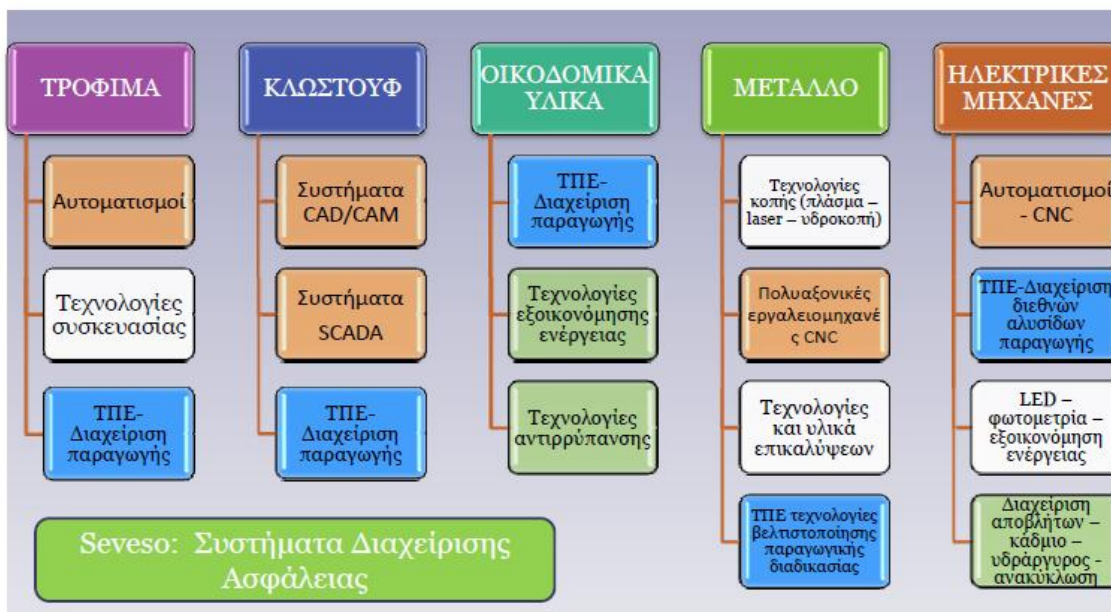 ΤΡΟΦΙΜΑ
Αυτοματισμοί
Τεχνολογίες
συσκευασίας
ΤΠΕ-
Διαχείριση
παραγωγής
ΚΛΩΣΤΟΥΦ
Συστήματα
CAD/CAM
Συστήματα
SCADA
ΤΠΕ-
Διαχείριση
παραγωγής
ΟΙΚΟΔΟΜΙΚΑ
ΥΛΙΚΑ
ΤΠΕ-
Διαχείριση
παραγωγής
Τεχνολογίες
εξοικονόμησης
ενέργειας
Τεχνολογίες
αντιρρύπανσης
ΜΕΤΑΛΛΟ
Τεχνολογίες
κοπής (πλάσμα –
laser – υδροκοπή)
Πολυαξονικές
εργαλειομηχανέ
ς CNC
Τεχνολογίες
και υλικά
επικαλύψεων
ΤΠΕ τεχνολογίες
βελτιστοποίησης
παραγωγικής
διαδικασίας
ΗΛΕΚΤΡΙΚΕΣ
ΜΗΧΑΝΕΣ
Αυτοματισμοί
- CNC
ΤΠΕ-Διαχείριση
διεθνών
αλυσίδων
παραγωγής
LED –
φωτομετρία –
εξοικονόμηση
ενέργειας
Διαχείριση
αποβλήτων –
κάδμιο –
υδράργυρος -
ανακύκλωση
Seveso: Συστήματα Διαχείρισης
Ασφάλειας